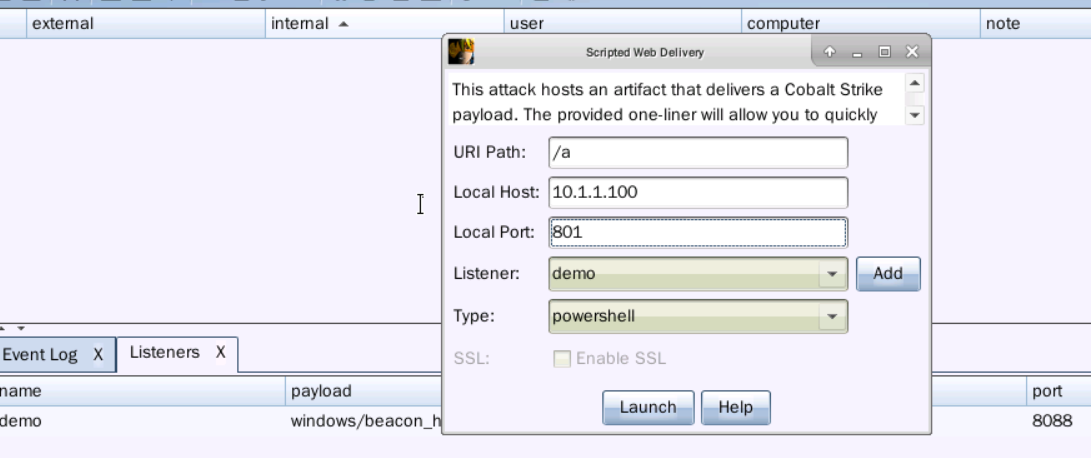 external internal user computer note
Scripted Web Delivery
This attack hosts an artifact that delivers a Cobalt Strike
payload. The provided one-liner will allow you to quickly
URI Path: /a
Local Host: 10.1.1.100
Local Port: 801
Listener: demo Add
Type: powershell
SSL: Enable SSL
Launch Help
Event Log X Listeners X
name payload port
demo windows/beacon_h 8088